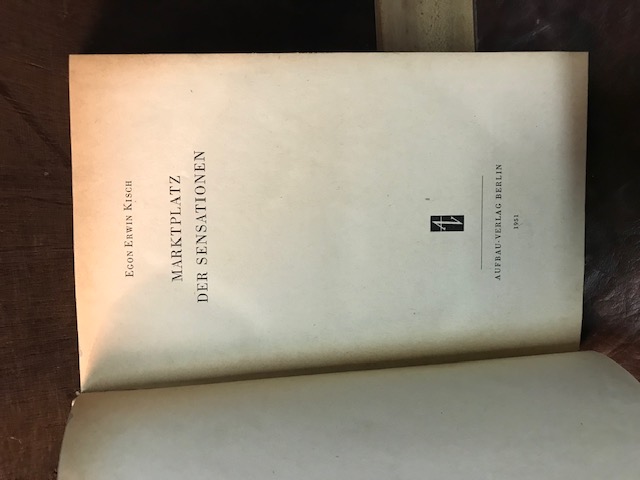 EGON ERWIN KISCH
MARKTPLATZ
DER SENSATIONEN
AUFBAU-VERLAG BERLIN
1951